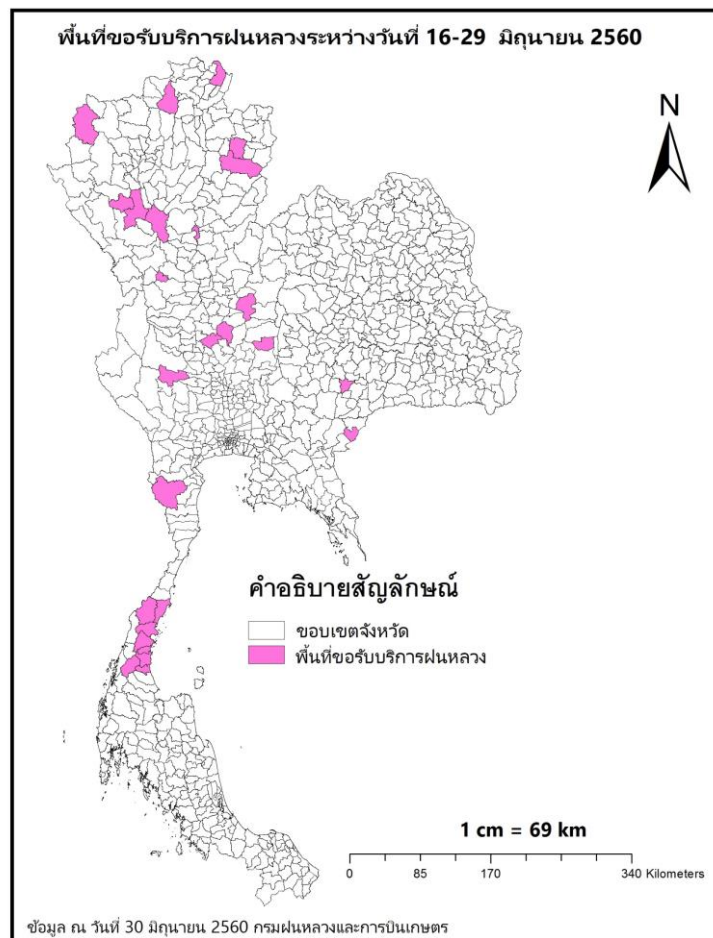 พื้นที่ขอรับบริการฝนหลวงระหว่างวันที่ 16-29 มิถุนายน 2560
N
คำอธิบายสัญลักษณ์
ขอบเขตจังหวัด
พื้นที่ขอรับบริการฝนหลวง
1 cm = 69 km
0 85 170 340 Kilometers
ข้อมูล ณ วันที่ 30 มิถุนายน 2560 กรมฝนหลวงและการบินเกษตร